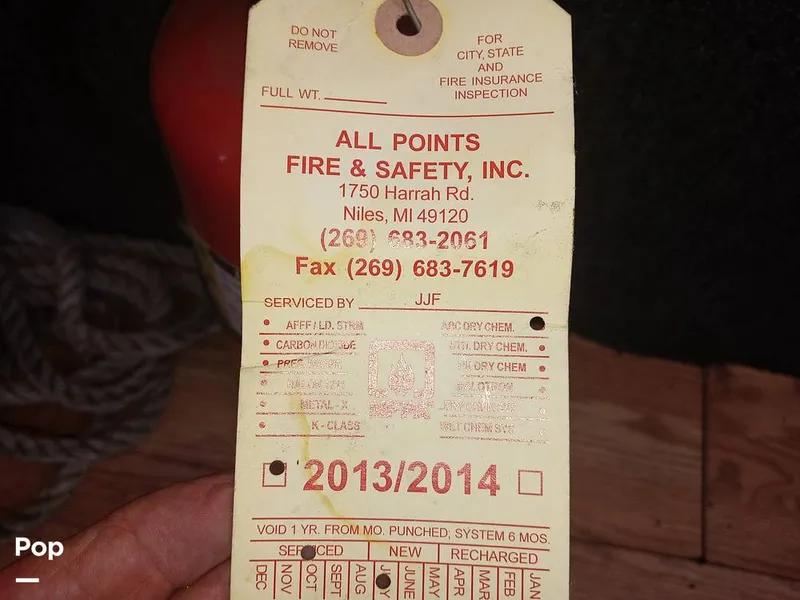 DO NOT
REMOVE
FOR
CITY, STATE
AND
FIRE INSURANCE
INSPECTION
FULL WT.
ALL POINTS
FIRE & SAFETY, INC.
1750 Harrah Rd.
Niles, MI 49120
(269) 683-2061
Fax (269) 683-7619
SERVICED BY JJF
AFFF / LD. STRM
ABC DRY CHEM.
CARBON DIOXIDE
DRY CHEM.
DRY CHEM
HALOTRON
METAL - X
K - CLASS
WET CHEM SYS
2013/2014
VOID 1 YR. FROM MO. PUNCHED; SYSTEM 6 MOS.
SERVICED NEW RECHARGED
DEC NOV OCT SEPT AUG JULY JUNE MAY APR MAR FEB JAN
Pop